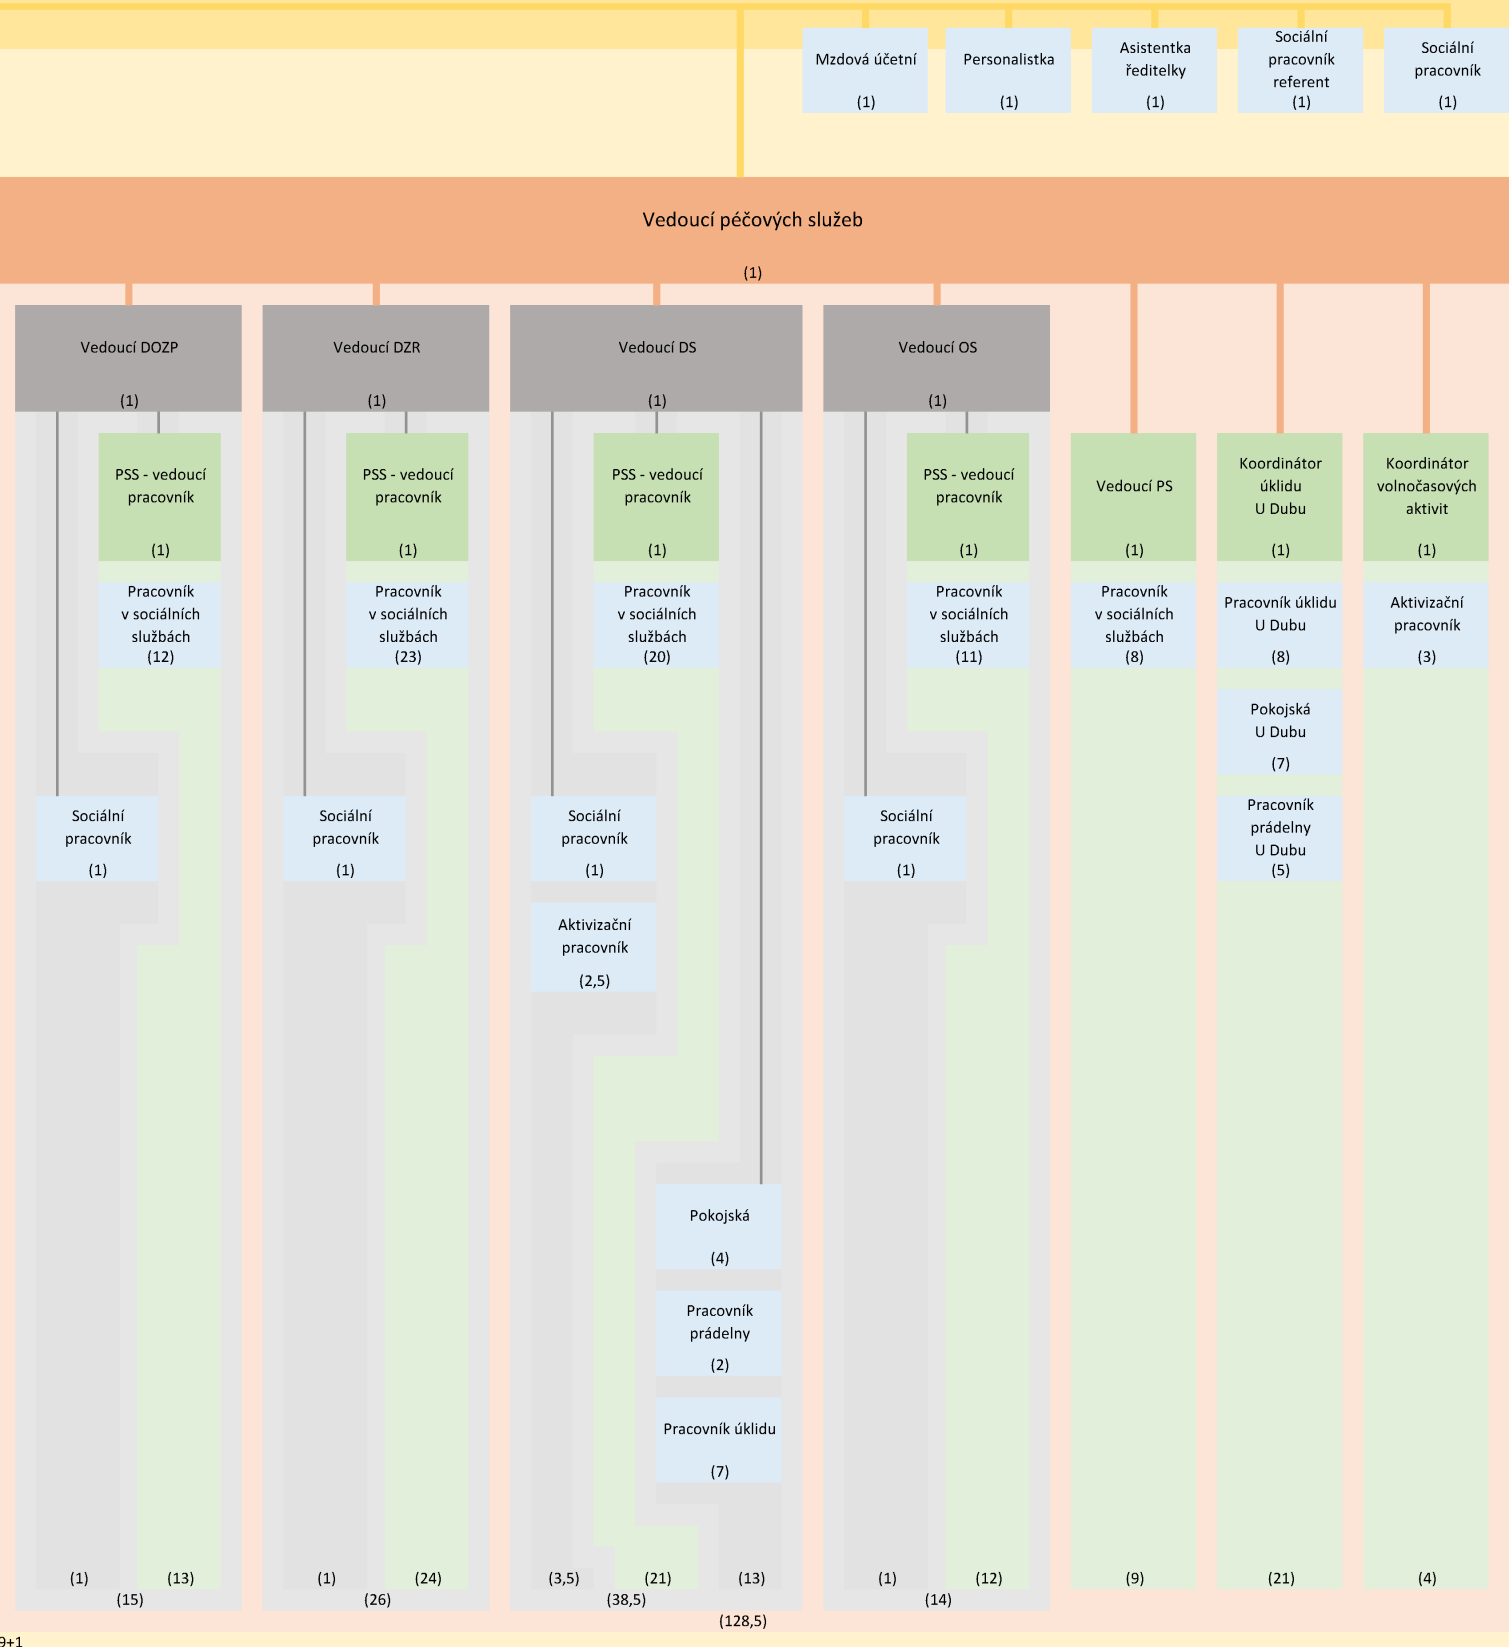 Mzdová účetní
(1)
Personalistka
(1)
Asistentka
ředitelky
(1)
Sociální
pracovník
referent
(1)
Sociální
pracovník
(1)
Vedoucí péčových služeb
(1)
Vedoucí DOZP
(1)
Vedoucí DZR
(1)
Vedoucí DS
(1)
Vedoucí OS
(1)
PSS - vedoucí
pracovník
(1)
PSS - vedoucí
pracovník
(1)
PSS - vedoucí
pracovník
(1)
PSS - vedoucí
pracovník
(1)
Vedoucí PS
(1)
Koordinátor
úklidu
U Dubu
(1)
Koordinátor
volnočasových
aktivit
(1)
Pracovník
v sociálních
službách
(12)
Pracovník
v sociálních
službách
(23)
Pracovník
v sociálních
službách
(20)
Pracovník
v sociálních
službách
(11)
Pracovník
v sociálních
službách
(8)
Pracovník úklidu
U Dubu
(8)
Aktivizační
pracovník
(3)
Pokojská
U Dubu
(7)
Sociální
pracovník
(1)
Sociální
pracovník
(1)
Sociální
pracovník
(1)
Sociální
pracovník
(1)
Pracovník
prádelny
U Dubu
(5)
Aktivizační
pracovník
(2,5)
Pokojská
(4)
Pracovník
prádelny
(2)
Pracovník úklidu
(7)
(1)
(13)
(1)
(24)
(3,5)
(21)
(13)
(1)
(12)
(9)
(21)
(4)
(15)
(26)
(38,5)
(14)
(128,5)
9+1